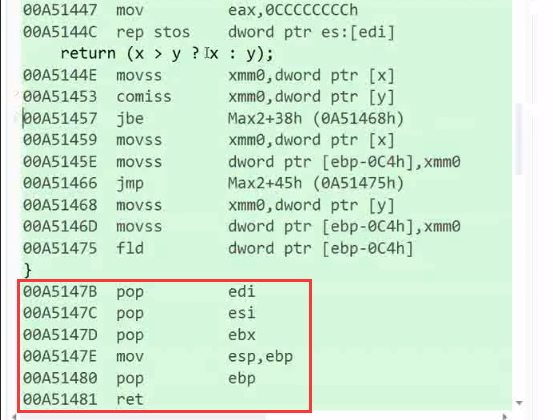 00A51447 mov eax,0CCCCCCCCh
00A5144C rep stos dword ptr es:[edi]
return (x > y ? x : y);
00A5144E movss xmm0,dword ptr [x]
00A51453 comiss xmm0,dword ptr [y]
00A51457 jbe Max2+38h (0A51468h)
00A51459 movss xmm0,dword ptr [x]
00A5145E movss dword ptr [ebp-0C4h],xmm0
00A51466 jmp Max2+45h (0A51475h)
00A51468 movss xmm0,dword ptr [y]
00A5146D movss dword ptr [ebp-0C4h],xmm0
00A51475 fld dword ptr [ebp-0C4h]
}
00A5147B pop edi
00A5147C pop esi
00A5147D pop ebx
00A5147E mov esp,ebp
00A51480 pop ebp
00A51481 ret